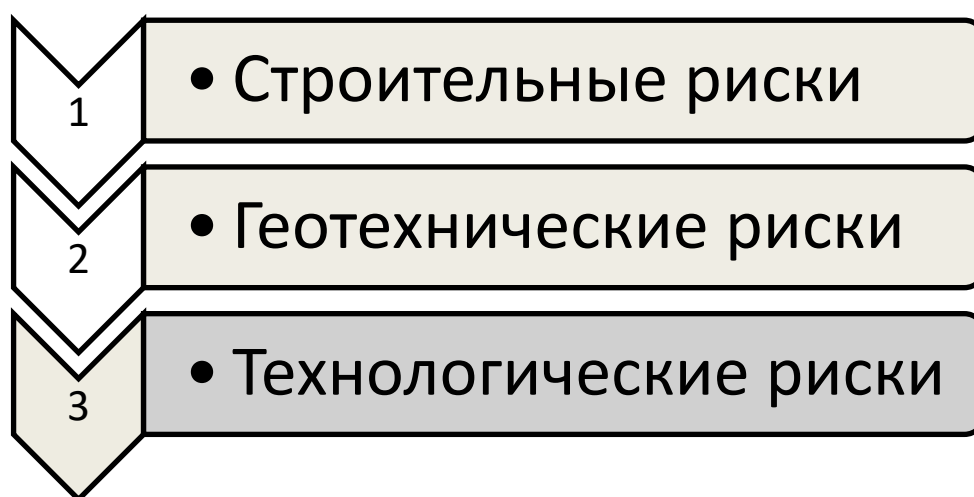 1
• Строительные риски
2
• Геотехнические риски
3
• Технологические риски